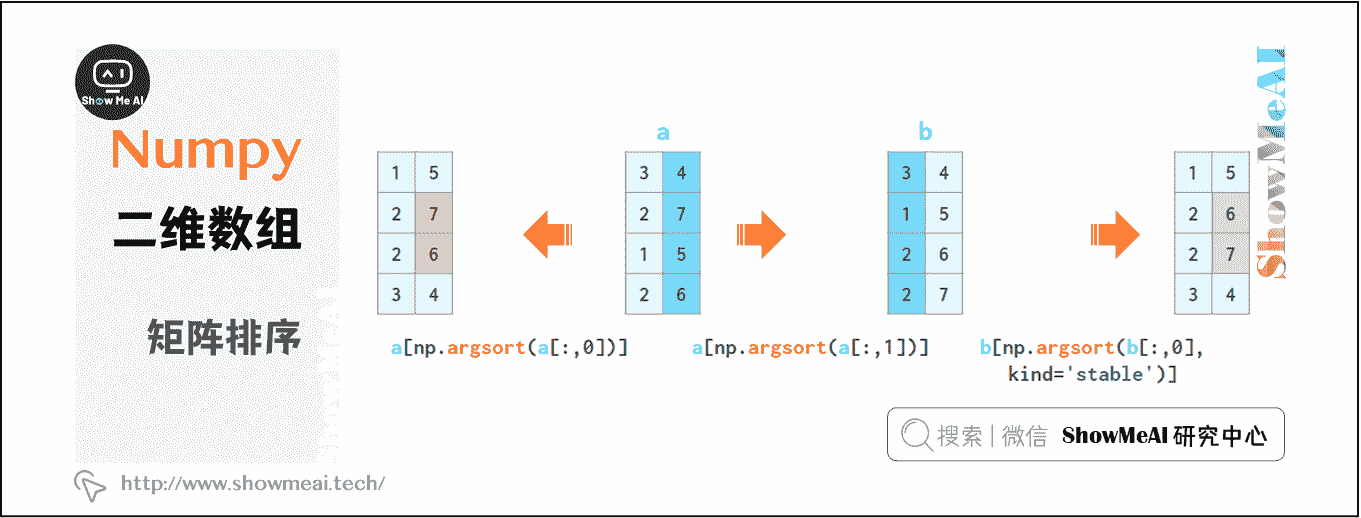 Show Me AI
Numpy
二维数组
矩阵排序
1 5
2 7
2 6
3 4
a[np.argsort(a[:,0])]
a
3 4
2 7
1 5
2 6
a[np.argsort(a[:,1])]
b
3 4
1 5
2 6
2 7
b[np.argsort(b[:,0],
kind='stable')]
1 5
2 6
2 7
3 4
ShowMeAI
搜索 | 微信 ShowMeAI 研究中心
http://www.showmeai.tech/